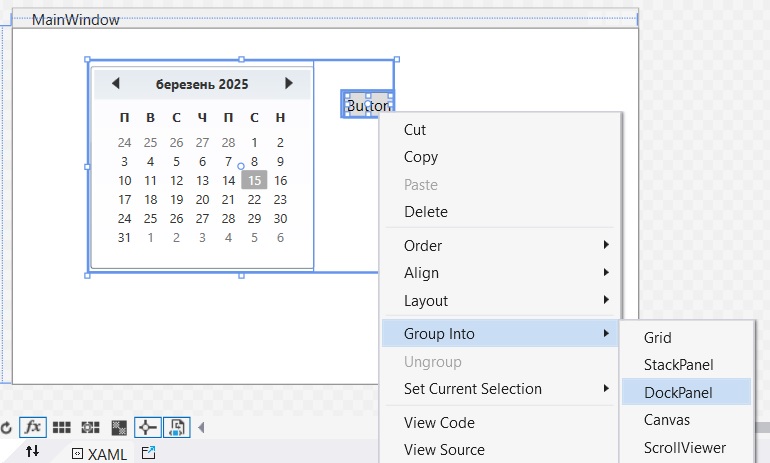 MainWindow
березень 2025
Button
П В С Ч П С Н
24 25 26 27 28 1 2
3 4 5 6 7 8 9
10 11 12 13 14 15 16
17 18 19 20 21 22 23
24 25 26 27 28 29 30
31 1 2 3 4 5 6
Cut
Copy
Paste
Delete
Order
Align
Layout
Group Into
Ungroup
Set Current Selection
View Code
View Source
Grid
StackPanel
DockPanel
Canvas
ScrollViewer
fx
XAML